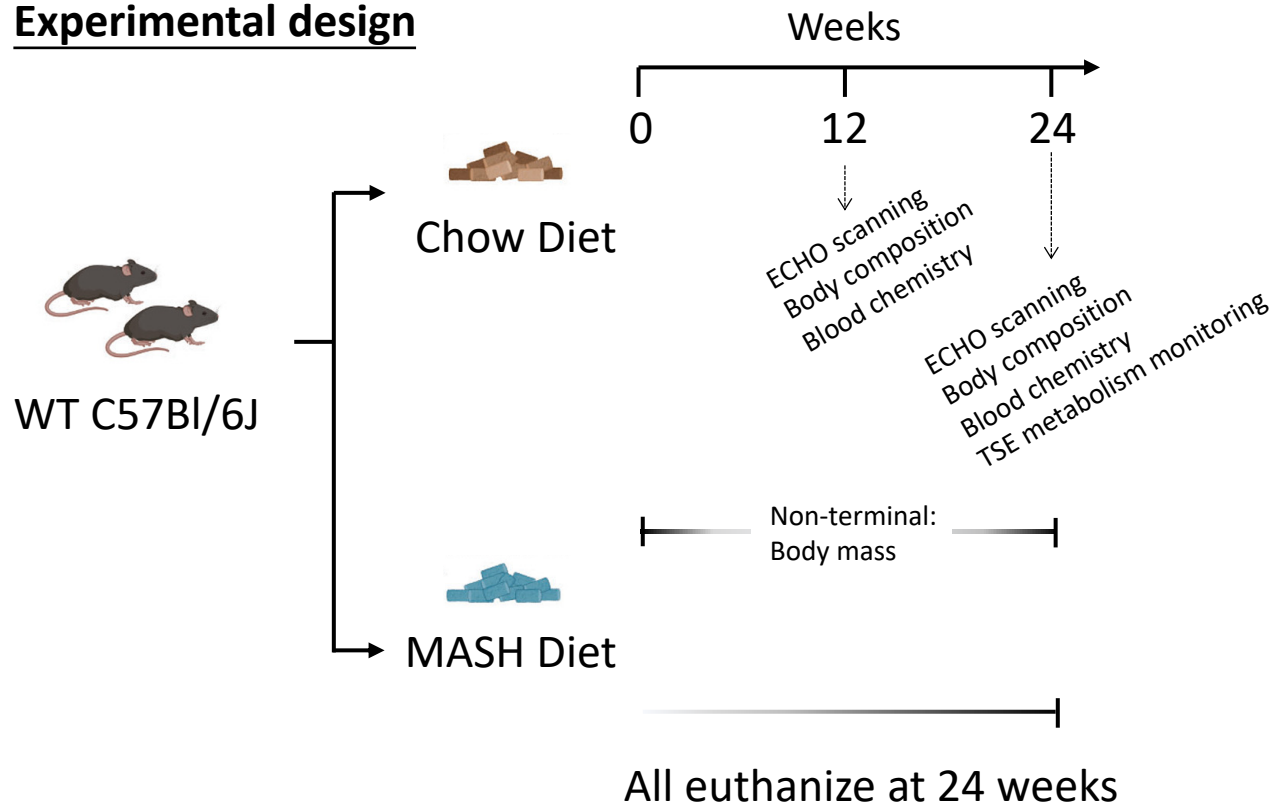 Experimental design
Weeks
0
12
24
Chow Diet
WT C57Bl/6J
ECHO scanning
Body composition
Blood chemistry
ECHO scanning
Body composition
Blood chemistry
TSE metabolism monitoring
Non-terminal:
Body mass
MASH Diet
All euthanize at 24 weeks